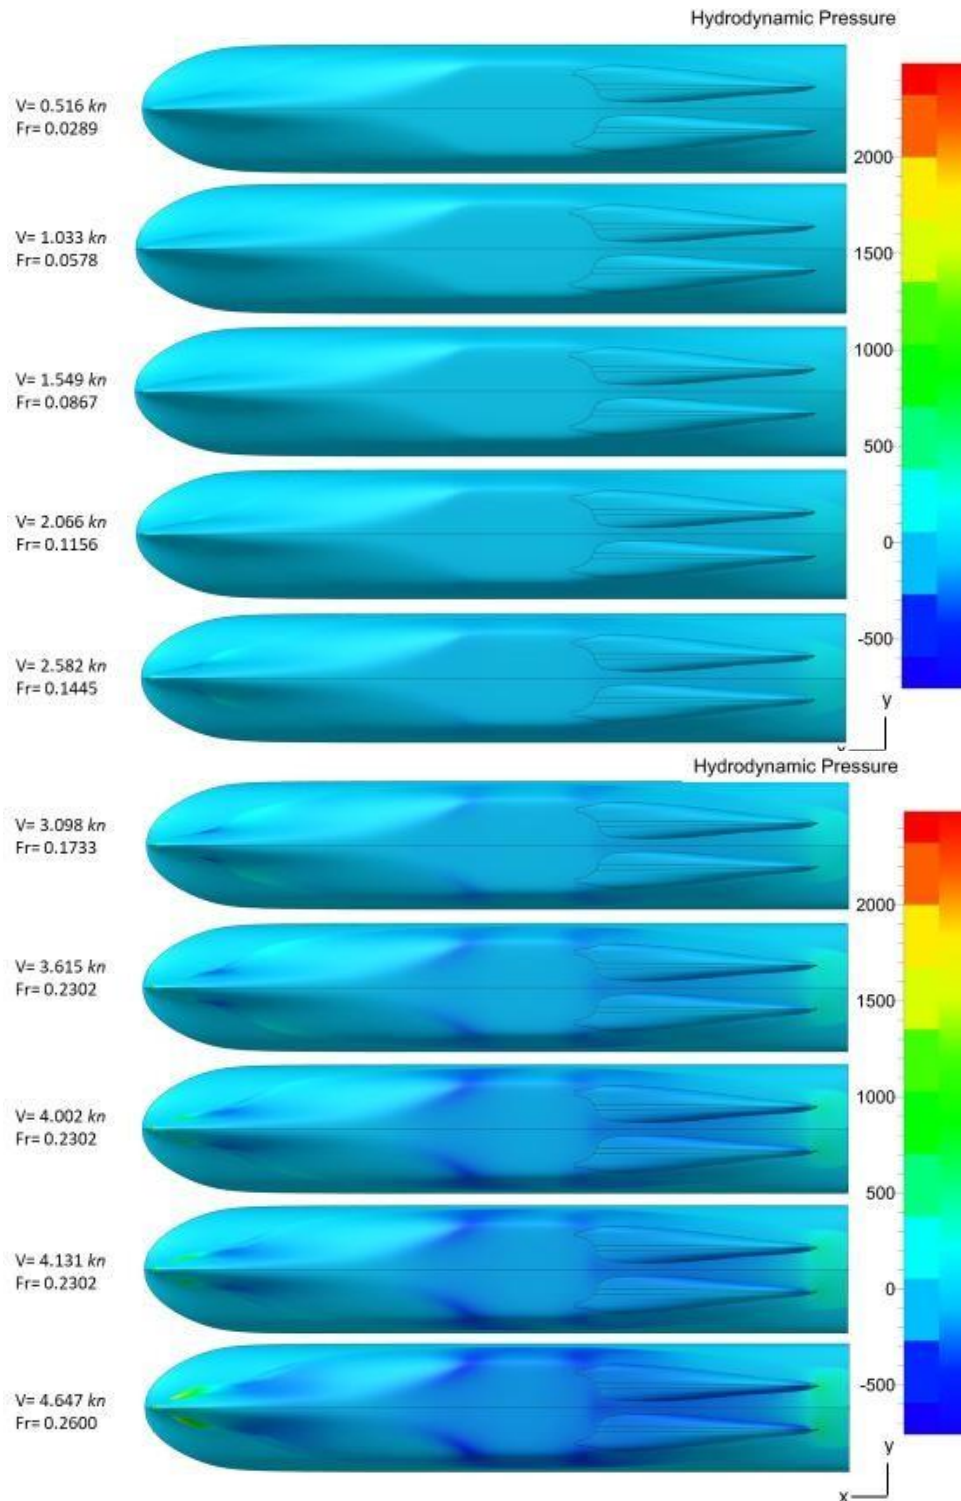 Hydrodynamic Pressure
V= 0.516 kn
Fr= 0.0289
V= 1.033 kn
Fr= 0.0578
V= 1.549 kn
Fr= 0.0867
V= 2.066 kn
Fr= 0.1156
V= 2.582 kn
Fr= 0.1445
2000
1500
1000
500
0
-500
y
Hydrodynamic Pressure
V= 3.098 kn
Fr= 0.1733
V= 3.615 kn
Fr= 0.2302
V= 4.002 kn
Fr= 0.2302
V= 4.131 kn
Fr= 0.2302
V= 4.647 kn
Fr= 0.2600
2000
1500
1000
500
0
-500
y
x